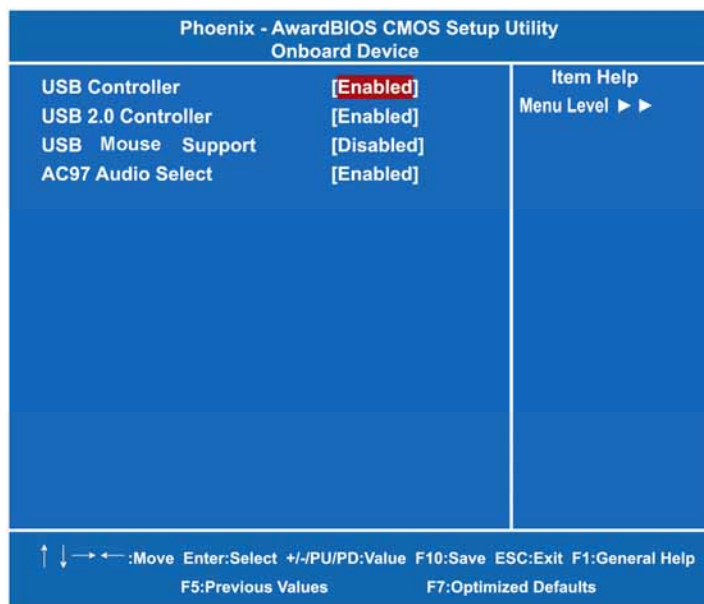 Phoenix - AwardBIOS CMOS Setup Utility
Onboard Device
USB Controller [Enabled]
USB 2.0 Controller [Enabled]
USB Mouse Support [Disabled]
AC97 Audio Select [Enabled]
Item Help
Menu Level ►►
↑ ↓ → ← :Move Enter:Select +/-/PU/PD:Value F10:Save ESC:Exit F1:General Help
F5:Previous Values F7:Optimized Defaults